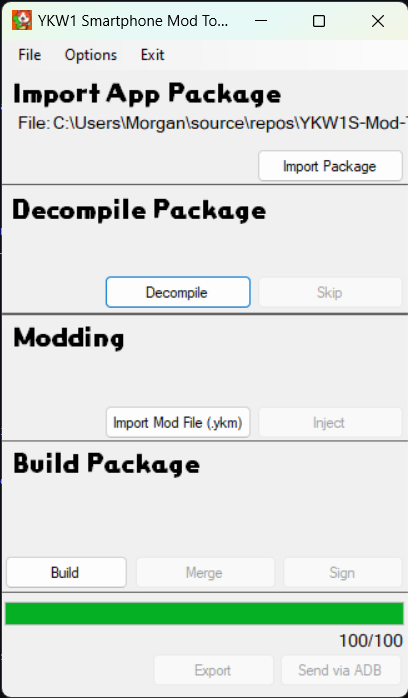 YKW1 Smartphone Mod To...
File Options Exit
Import App Package
File: C:\Users\Morgan\source\repos\YKW1S-Mod-
Import Package
Decompile Package
Decompile Skip
Modding
Import Mod File (.ykm) Inject
Build Package
Build Merge Sign
100/100
Export Send via ADB